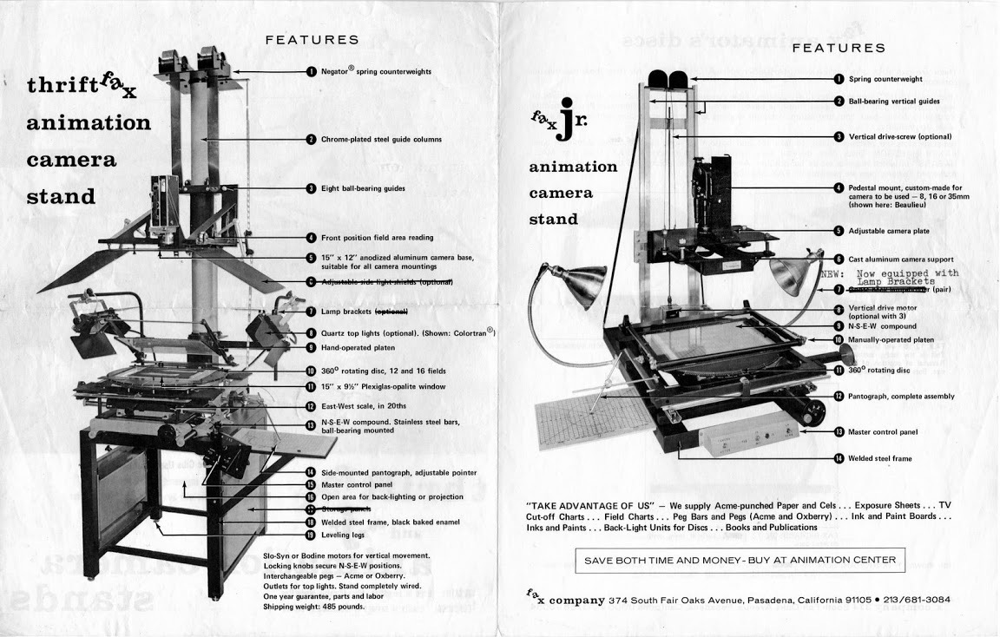 FEATURES
thrift fax
animation
camera
stand
1 Negator® spring counterweights
2 Chrome-plated steel guide columns
3 Eight ball-bearing guides
4 Front position field area reading
5 15" x 12" anodized aluminum camera base,
suitable for all camera mountings
6 Adjustable side light shields (optional)
7 Lamp brackets (optional)
8 Quartz top lights (optional). (Shown: Colortran®)
9 Hand-operated platen
10 360° rotating disc, 12 and 16 fields
11 15" x 9½" Plexiglas-opalite window
12 East-West scale, in 20ths
13 N-S-E-W compound. Stainless steel bars,
ball-bearing mounted
14 Side-mounted pantograph, adjustable pointer
15 Master control panel
16 Open area for back-lighting or projection
17 Storage panels
18 Welded steel frame, black baked enamel
19 Leveling legs
Slo-Syn or Bodine motors for vertical movement.
Locking knobs secure N-S-E-W positions.
Interchangeable pegs — Acme or Oxberry.
Outlets for top lights. Stand completely wired.
One year guarantee, parts and labor
Shipping weight: 485 pounds.
FEATURES
fax jr.
animation
camera
stand
1 Spring counterweight
2 Ball-bearing vertical guides
3 Vertical drive-screw (optional)
4 Pedestal mount, custom-made for
camera to be used — 8, 16 or 35mm
(shown here: Beaulieu)
5 Adjustable camera plate
6 Cast aluminum camera support
NEW: Now equipped with
Lamp Brackets
7 (pair)
8 Vertical drive motor
(optional with 3)
9 N-S-E-W compound
10 Manually-operated platen
11 360° rotating disc
12 Pantograph, complete assembly
13 Master control panel
14 Welded steel frame
"TAKE ADVANTAGE OF US" — We supply Acme-punched Paper and Cels . . . Exposure Sheets . . . TV
Cut-off Charts . . . Field Charts . . . Peg Bars and Pegs (Acme and Oxberry) . . . Ink and Paint Boards . . .
Inks and Paints . . . Back-Light Units for Discs . . . Books and Publications
SAVE BOTH TIME AND MONEY - BUY AT ANIMATION CENTER
fax company 374 South Fair Oaks Avenue, Pasadena, California 91105 • 213/681-3084